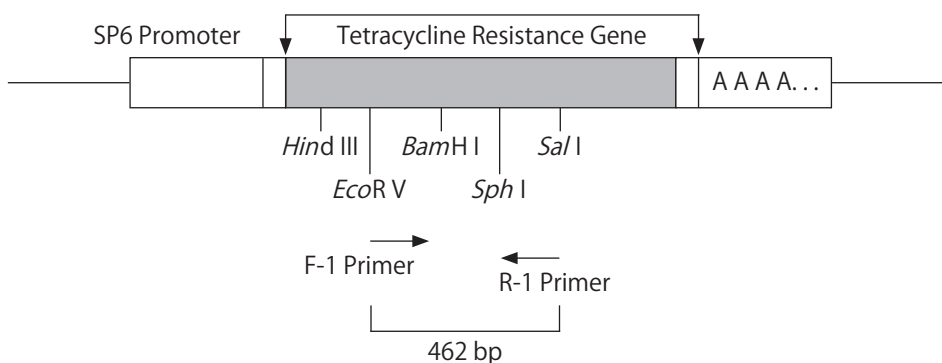 SP6 Promoter Tetracycline Resistance Gene
A A A A. . .
Hind III BamH I Sal I
EcoR V Sph I
F-1 Primer
R-1 Primer
462 bp